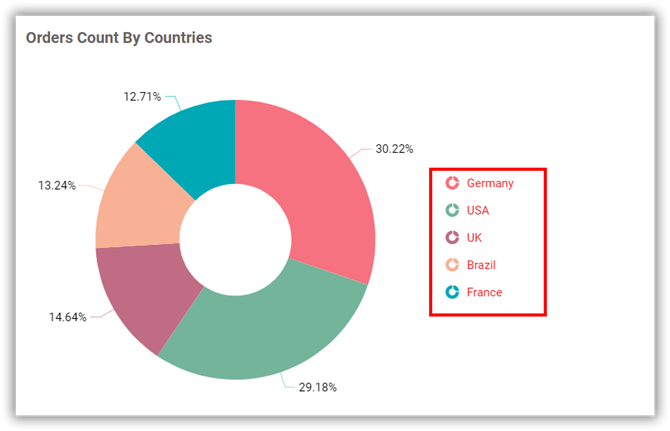 Orders Count By Countries
12.71%
30.22%
13.24%
14.64%
29.18%
Germany
USA
UK
Brazil
France